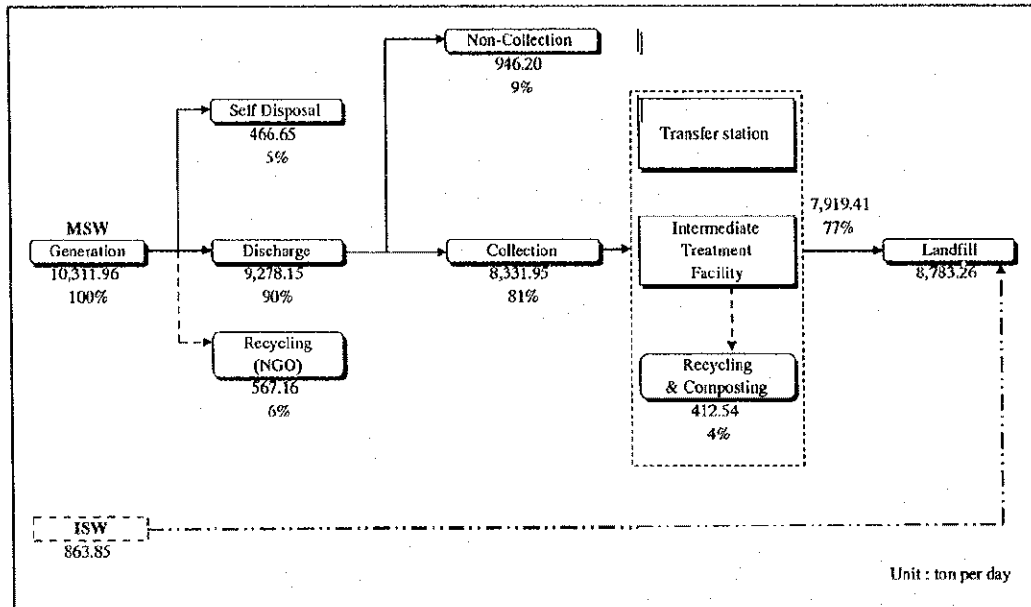 Non-Collection
946.20
9%
Self Disposal
466.65
5%
Transfer station
MSW
Generation
10,311.96
100%
Discharge
9,278.15
90%
Collection
8,331.95
81%
Intermediate
Treatment
Facility
7,919.41
77%
Landfill
8,783.26
Recycling
(NGO)
567.16
6%
Recycling
& Composting
412.54
4%
ISW
863.85
Unit : ton per day